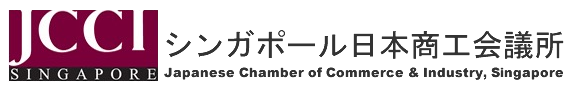 JCCI
SINGAPORE
シンガポール日本商工会議所
Japanese Chamber of Commerce & Industry, Singapore